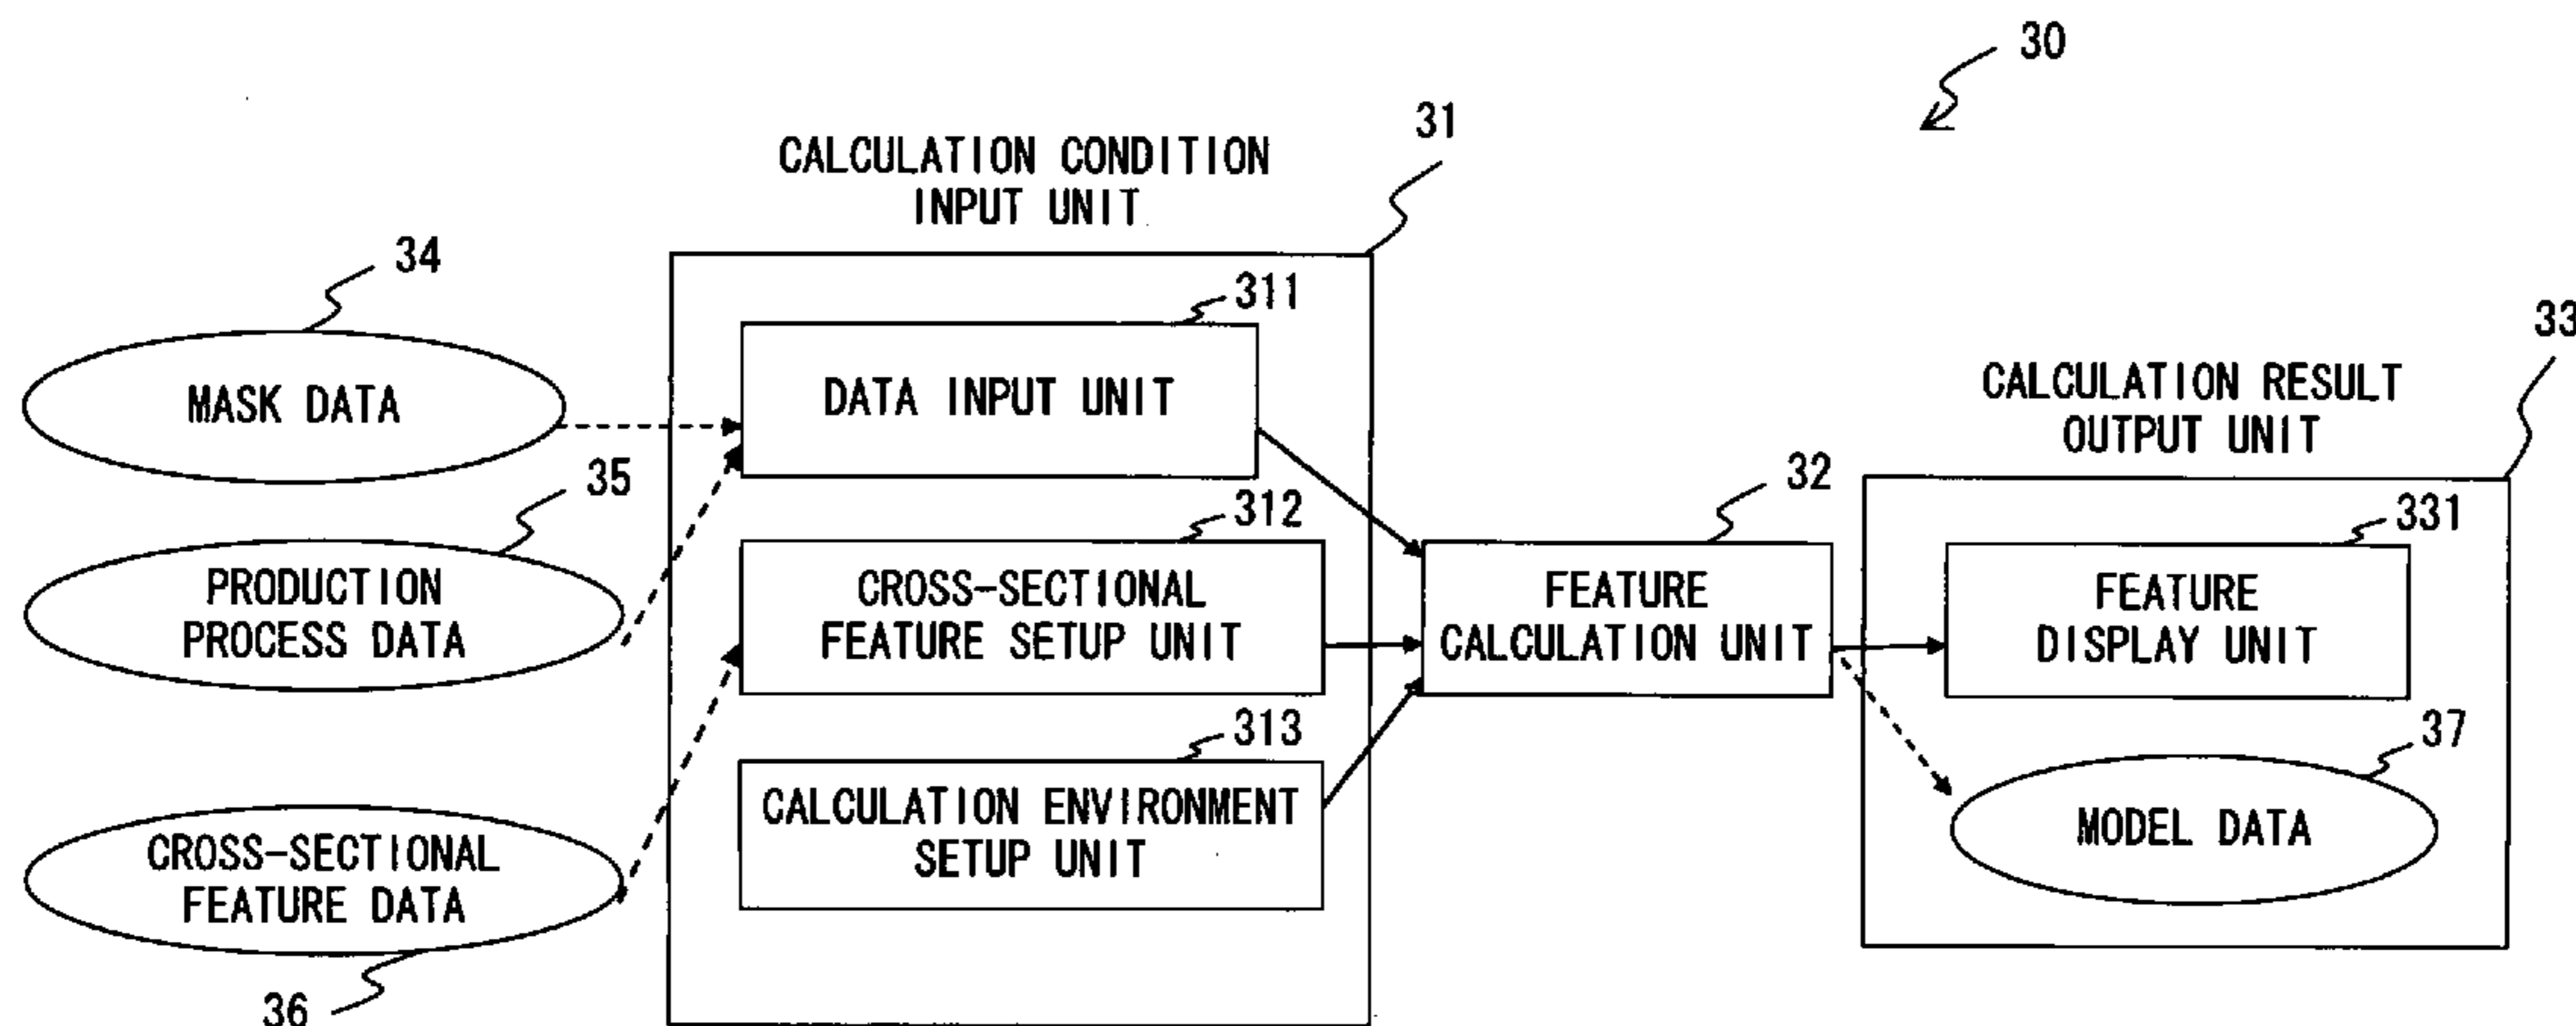 30
31
CALCULATION CONDITION
INPUT UNIT
34
MASK DATA
35
PRODUCTION
PROCESS DATA
CROSS-SECTIONAL
FEATURE DATA
36
311
DATA INPUT UNIT
312
CROSS-SECTIONAL
FEATURE SETUP UNIT
313
CALCULATION ENVIRONMENT
SETUP UNIT
32
FEATURE
CALCULATION UNIT
33
CALCULATION RESULT
OUTPUT UNIT
331
FEATURE
DISPLAY UNIT
37
MODEL DATA